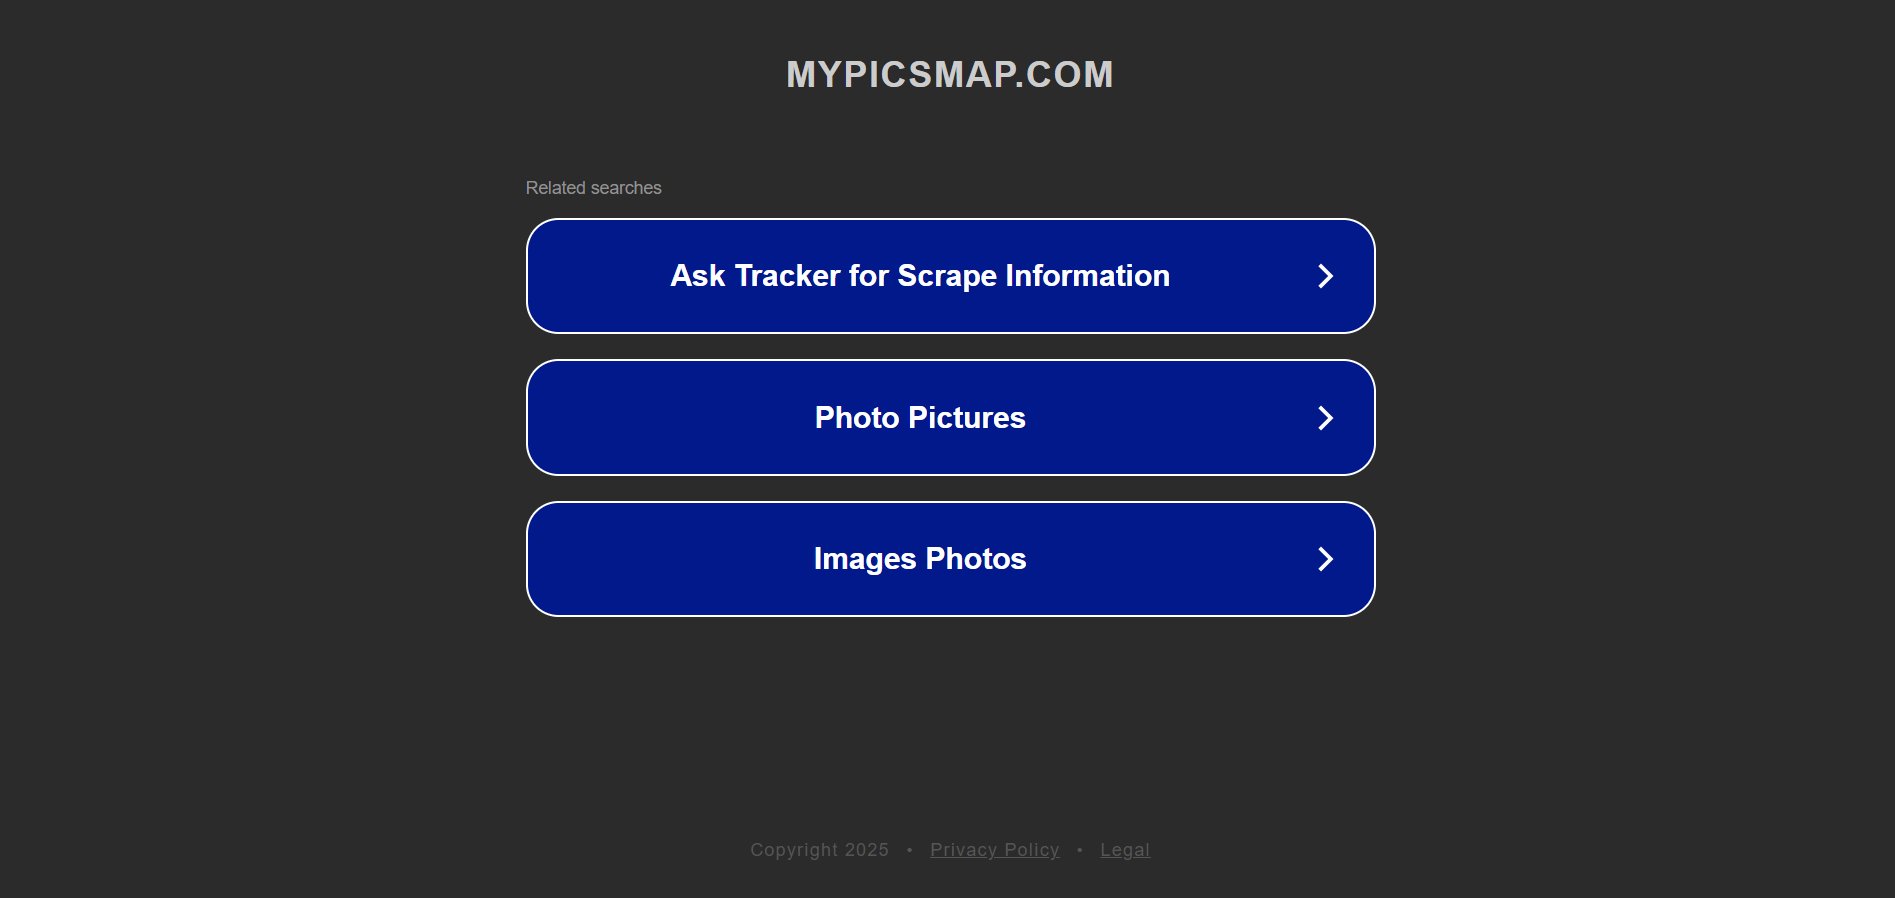 MYPICSMAP.COM
Related searches
Ask Tracker for Scrape Information
Photo Pictures
Images Photos
Copyright 2025 • Privacy Policy • Legal